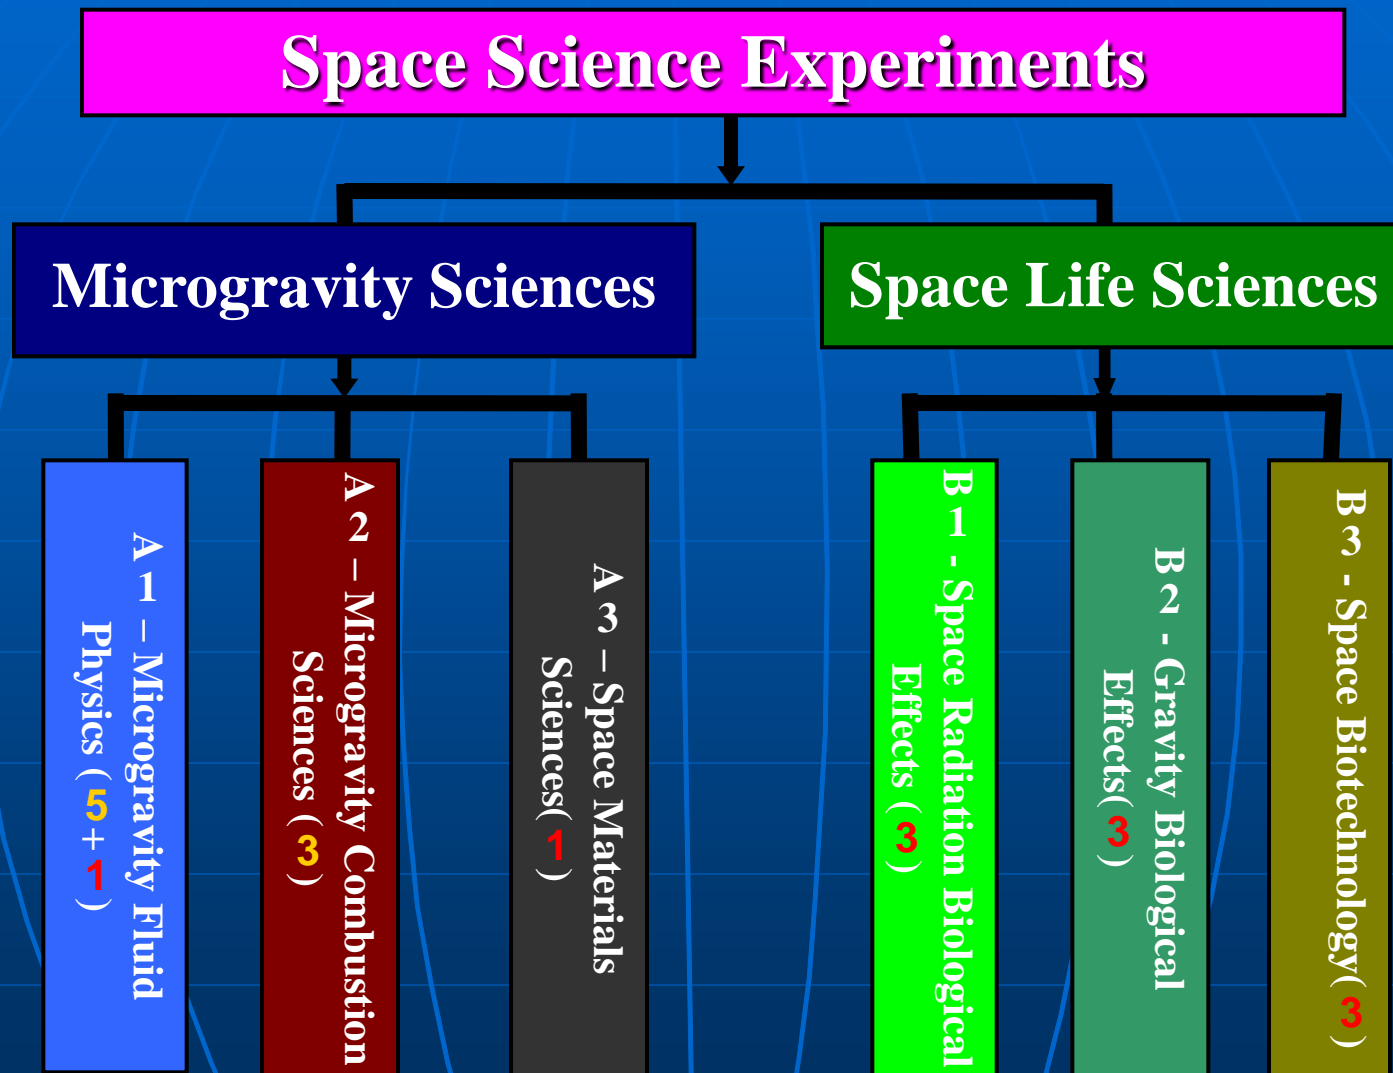 Space Science Experiments
Microgravity Sciences
Space Life Sciences
A 1 – Microgravity Fluid
Physics (5+1)
A 2 – Microgravity Combustion
Sciences (3)
A 3 – Space Materials
Sciences(1)
B 1 - Space Radiation Biological
Effects (3)
B 2 - Gravity Biological
Effects(3)
B 3 - Space Biotechnology(3)